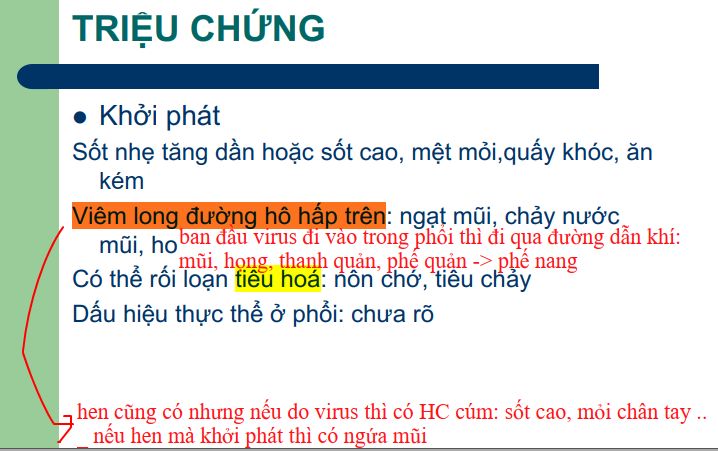 TRIỆU CHỨNG
Khởi phát
Sốt nhẹ tăng dần hoặc sốt cao, mệt mỏi,quấy khóc, ăn
kém
Viêm long đường hô hấp trên: ngạt mũi, chảy nước
mũi, ho
ban đầu virus đi vào trong phổi thì đi qua đường dẫn khí:
mũi, họng, thanh quản, phế quản -> phế nang
Có thể rối loạn tiêu hoá: nôn chớ, tiêu chảy
Dấu hiệu thực thể ở phổi: chưa rõ
hen cũng có nhưng nếu do virus thì có HC cúm: sốt cao, mỏi chân tay ..
_ nếu hen mà khởi phát thì có ngứa mũi